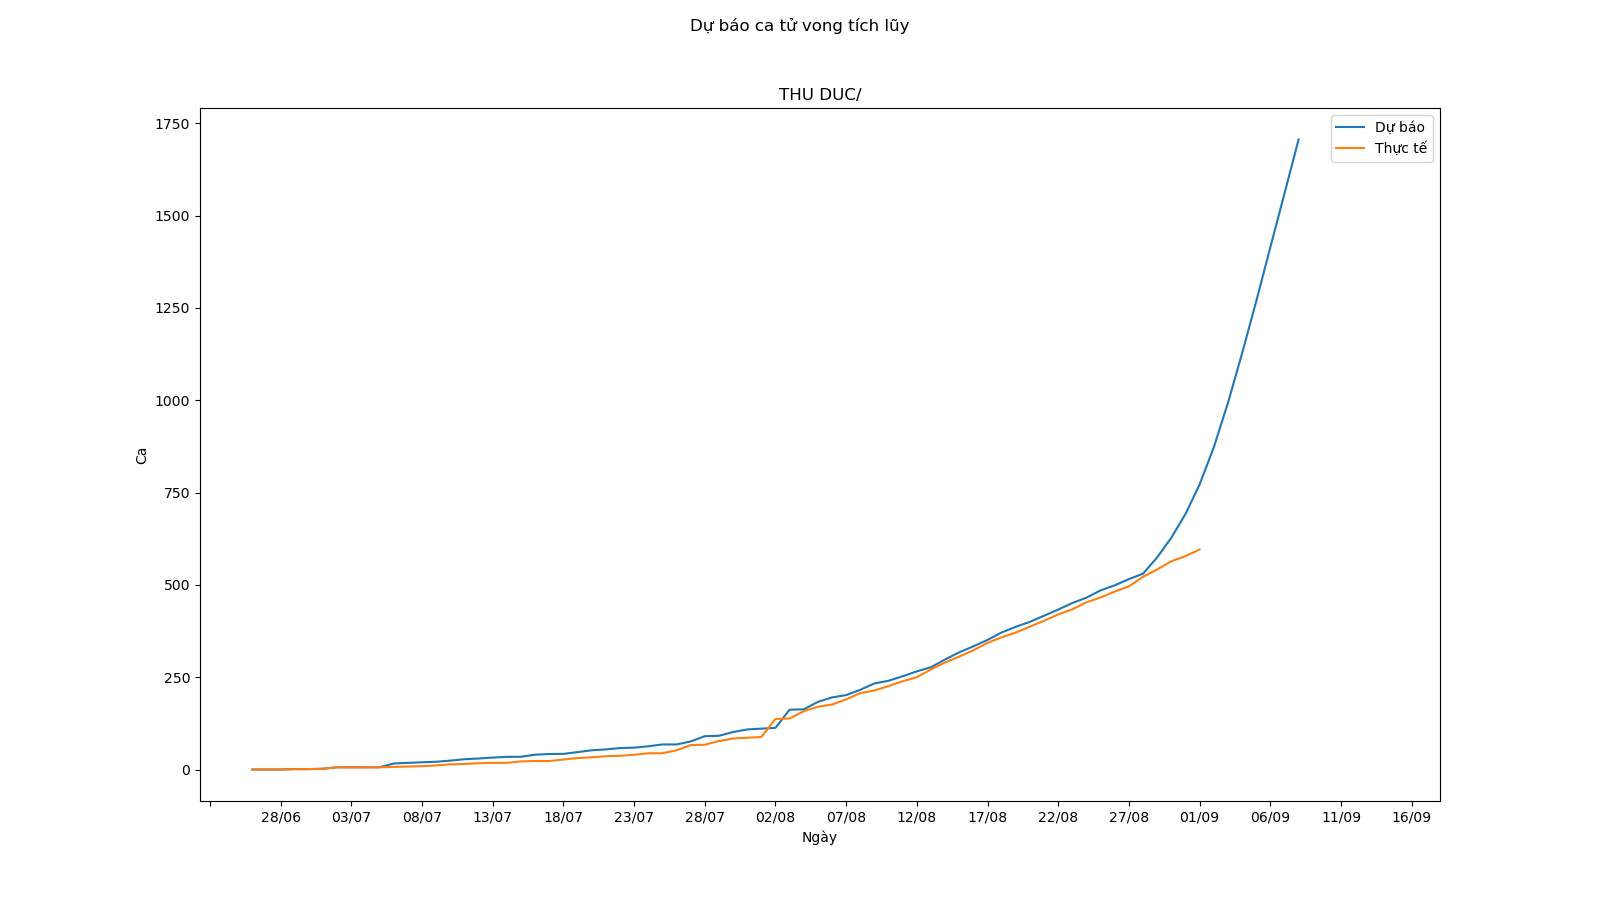 Dự báo ca tử vong tích lũy
THU DUC/
1750
1500
1250
1000
750
500
250
0
Ca
Dự báo
Thực tế
28/06 03/07 08/07 13/07 18/07 23/07 28/07 02/08 07/08 12/08 17/08 22/08 27/08 01/09 06/09 11/09 16/09
Ngày